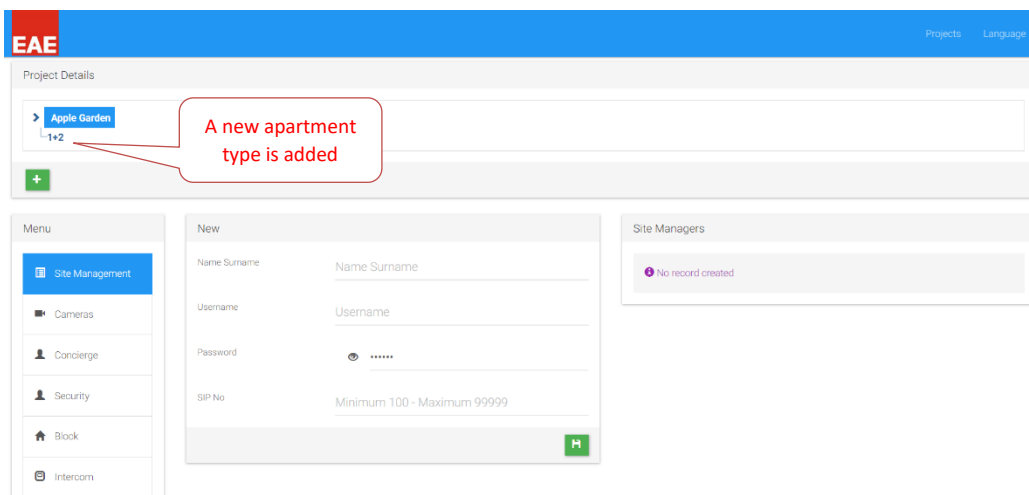 EAE
Projects
Language
Project Details
Apple Garden
1+2
A new apartment
type is added
+
Menu
Site Management
Cameras
Concierge
Security
Block
Intercom
New
Name Surname
Name Surname
Username
Username
Password
••••••
SIP No
Minimum 100 - Maximum 99999
Site Managers
No record created